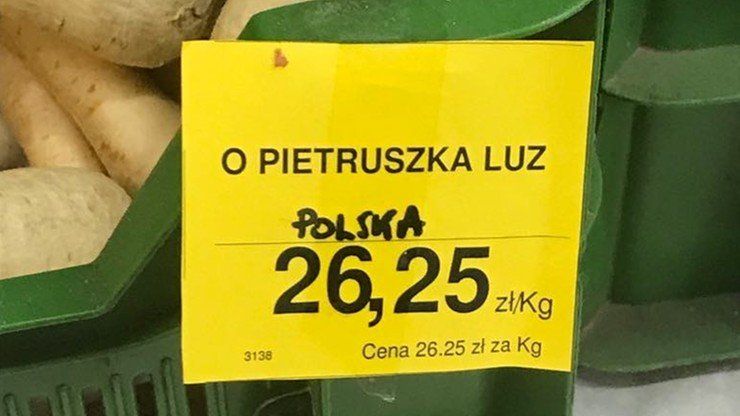 O PIETRUSZKA LUZ
POLSKA
26,25 zł/Kg
3138 Cena 26.25 zł za Kg